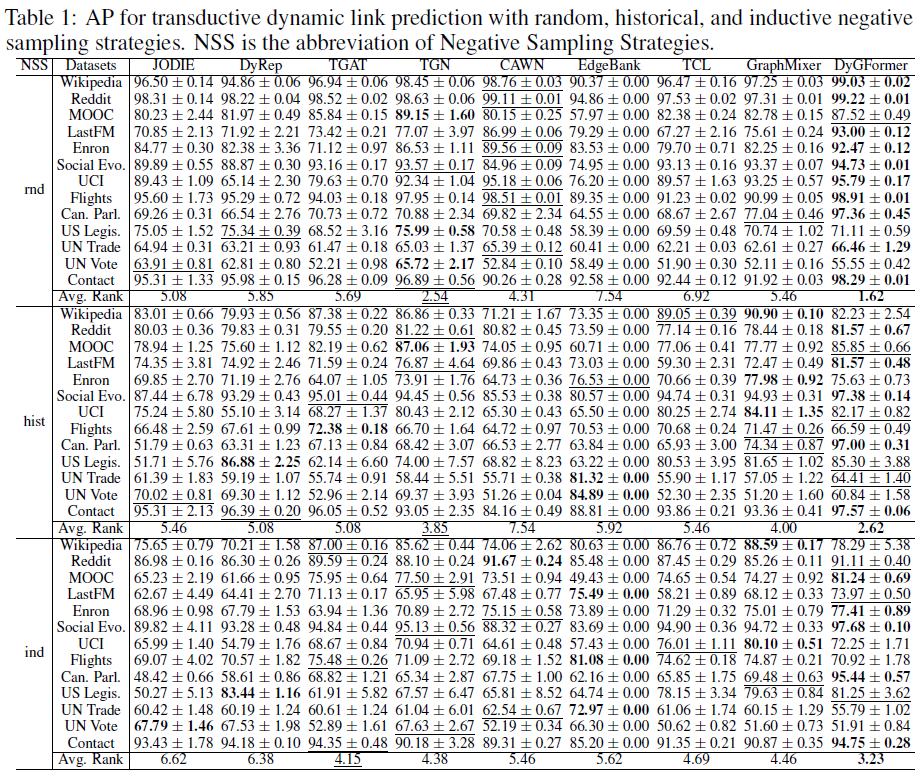 Table 1: AP for transductive dynamic link prediction with random, historical, and inductive negative
sampling strategies. NSS is the abbreviation of Negative Sampling Strategies.
NSS Datasets JODIE DyRep TGAT TGN CAWN EdgeBank TCL GraphMixer DyGFormer
Wikipedia 96.50 ± 0.14 94.86 ± 0.06 96.94 ± 0.06 98.45 ± 0.06 98.76 ± 0.03 90.37 ± 0.00 96.47 ± 0.16 97.25 ± 0.03 99.03 ± 0.02
Reddit 98.31 ± 0.14 98.22 ± 0.04 98.52 ± 0.02 98.63 ± 0.06 99.11 ± 0.01 94.86 ± 0.00 97.53 ± 0.02 97.31 ± 0.01 99.22 ± 0.01
MOOC 80.23 ± 2.44 81.97 ± 0.49 85.84 ± 0.15 89.15 ± 1.60 80.15 ± 0.25 57.97 ± 0.00 82.38 ± 0.24 82.78 ± 0.15 87.52 ± 0.49
LastFM 70.85 ± 2.13 71.92 ± 2.21 73.42 ± 0.21 77.07 ± 3.97 86.99 ± 0.06 79.29 ± 0.00 67.27 ± 2.16 75.61 ± 0.24 93.00 ± 0.12
Enron 84.77 ± 0.30 82.38 ± 3.36 71.12 ± 0.97 86.53 ± 1.11 89.56 ± 0.09 83.53 ± 0.00 79.70 ± 0.71 82.25 ± 0.16 92.47 ± 0.12
Social Evo. 89.89 ± 0.55 88.87 ± 0.30 93.16 ± 0.17 93.57 ± 0.17 84.96 ± 0.09 74.95 ± 0.00 93.13 ± 0.16 93.37 ± 0.07 94.73 ± 0.01
rnd UCI 89.43 ± 1.09 65.14 ± 2.30 79.63 ± 0.70 92.34 ± 1.04 95.18 ± 0.06 76.20 ± 0.00 89.57 ± 1.63 93.25 ± 0.57 95.79 ± 0.17
Flights 95.60 ± 1.73 95.29 ± 0.72 94.03 ± 0.18 97.95 ± 0.14 98.51 ± 0.01 89.35 ± 0.00 91.23 ± 0.02 90.99 ± 0.05 98.91 ± 0.01
Can. Parl. 69.26 ± 0.31 66.54 ± 2.76 70.73 ± 0.72 70.88 ± 2.34 69.82 ± 2.34 64.55 ± 0.00 68.67 ± 2.67 77.04 ± 0.46 97.36 ± 0.45
US Legis. 75.05 ± 1.52 75.34 ± 0.39 68.52 ± 3.16 75.99 ± 0.58 70.58 ± 0.48 58.39 ± 0.00 69.59 ± 0.48 70.74 ± 1.02 71.11 ± 0.59
UN Trade 64.94 ± 0.31 63.21 ± 0.93 61.47 ± 0.18 65.03 ± 1.37 65.39 ± 0.12 60.41 ± 0.00 62.21 ± 0.03 62.61 ± 0.27 66.46 ± 1.29
UN Vote 63.91 ± 0.81 62.81 ± 0.80 52.21 ± 0.98 65.72 ± 2.17 52.84 ± 0.10 58.49 ± 0.00 51.90 ± 0.30 52.11 ± 0.16 55.55 ± 0.42
Contact 95.31 ± 1.33 95.98 ± 0.15 96.28 ± 0.09 96.89 ± 0.56 90.26 ± 0.28 92.58 ± 0.00 92.44 ± 0.12 91.92 ± 0.03 98.29 ± 0.01
Avg. Rank 5.08 5.85 5.69 2.54 4.31 7.54 6.92 5.46 1.62
Wikipedia 83.01 ± 0.66 79.93 ± 0.56 87.38 ± 0.22 86.86 ± 0.33 71.21 ± 1.67 73.35 ± 0.00 89.05 ± 0.39 90.90 ± 0.10 82.23 ± 2.54
Reddit 80.03 ± 0.36 79.83 ± 0.31 79.55 ± 0.20 81.22 ± 0.61 80.82 ± 0.45 73.59 ± 0.00 77.14 ± 0.16 78.44 ± 0.18 81.57 ± 0.67
MOOC 78.94 ± 1.25 75.60 ± 1.12 82.19 ± 0.62 87.06 ± 1.93 74.05 ± 0.95 60.71 ± 0.00 77.06 ± 0.41 77.77 ± 0.92 85.85 ± 0.66
LastFM 74.35 ± 3.81 74.92 ± 2.46 71.59 ± 0.24 76.87 ± 4.64 69.86 ± 0.43 73.03 ± 0.00 59.30 ± 2.31 72.47 ± 0.49 81.57 ± 0.48
Enron 69.85 ± 2.70 71.19 ± 2.76 64.07 ± 1.05 73.91 ± 1.76 64.73 ± 0.36 76.53 ± 0.00 70.66 ± 0.39 77.98 ± 0.92 75.63 ± 0.73
Social Evo. 87.44 ± 6.78 93.29 ± 0.43 95.01 ± 0.44 94.45 ± 0.56 85.53 ± 0.38 80.57 ± 0.00 94.74 ± 0.31 94.93 ± 0.31 97.38 ± 0.14
hist UCI 75.24 ± 5.80 55.10 ± 3.14 68.27 ± 1.37 80.43 ± 2.12 65.30 ± 0.43 65.50 ± 0.00 80.25 ± 2.74 84.11 ± 1.35 82.17 ± 0.82
Flights 66.48 ± 2.59 67.61 ± 0.99 72.38 ± 0.18 66.70 ± 1.64 64.72 ± 0.97 70.53 ± 0.00 70.68 ± 0.24 71.47 ± 0.26 66.59 ± 0.49
Can. Parl. 51.79 ± 0.63 63.31 ± 1.23 67.13 ± 0.84 68.42 ± 3.07 66.53 ± 2.77 63.84 ± 0.00 65.93 ± 3.00 74.34 ± 0.87 97.00 ± 0.31
US Legis. 51.71 ± 5.76 86.88 ± 2.25 62.14 ± 6.60 74.00 ± 7.57 68.82 ± 8.23 63.22 ± 0.00 80.53 ± 3.95 81.65 ± 1.02 85.30 ± 3.88
UN Trade 61.39 ± 1.83 59.19 ± 1.07 55.74 ± 0.91 58.44 ± 5.51 55.71 ± 0.38 81.32 ± 0.00 55.90 ± 1.17 57.05 ± 1.22 64.41 ± 1.40
UN Vote 70.02 ± 0.81 69.30 ± 1.12 52.96 ± 2.14 69.37 ± 3.93 51.26 ± 0.04 84.89 ± 0.00 52.30 ± 2.35 51.20 ± 1.60 60.84 ± 1.58
Contact 95.31 ± 2.13 96.39 ± 0.20 96.05 ± 0.52 93.05 ± 2.35 84.16 ± 0.49 88.81 ± 0.00 93.86 ± 0.21 93.36 ± 0.41 97.57 ± 0.06
Avg. Rank 5.46 5.08 5.08 3.85 7.54 5.92 5.46 4.00 2.62
Wikipedia 75.65 ± 0.79 70.21 ± 1.58 87.00 ± 0.16 85.62 ± 0.44 74.06 ± 2.62 80.63 ± 0.00 86.76 ± 0.72 88.59 ± 0.17 78.29 ± 5.38
Reddit 86.98 ± 0.16 86.30 ± 0.26 89.59 ± 0.24 88.10 ± 0.24 91.67 ± 0.24 85.48 ± 0.00 87.45 ± 0.29 85.26 ± 0.11 91.11 ± 0.40
MOOC 65.23 ± 2.19 61.66 ± 0.95 75.95 ± 0.64 77.50 ± 2.91 73.51 ± 0.94 49.43 ± 0.00 74.65 ± 0.54 74.27 ± 0.92 81.24 ± 0.69
LastFM 62.67 ± 4.49 64.41 ± 2.70 71.13 ± 0.17 65.95 ± 5.98 67.48 ± 0.77 75.49 ± 0.00 58.21 ± 0.89 68.12 ± 0.33 73.97 ± 0.50
Enron 68.96 ± 0.98 67.79 ± 1.53 63.94 ± 1.36 70.89 ± 2.72 75.15 ± 0.58 73.89 ± 0.00 71.29 ± 0.32 75.01 ± 0.79 77.41 ± 0.89
Social Evo. 89.82 ± 4.11 93.28 ± 0.48 94.84 ± 0.44 95.13 ± 0.56 88.32 ± 0.27 83.69 ± 0.00 94.90 ± 0.36 94.72 ± 0.33 97.68 ± 0.10
ind UCI 65.99 ± 1.40 54.79 ± 1.76 68.67 ± 0.84 70.94 ± 0.71 64.61 ± 0.48 57.43 ± 0.00 76.01 ± 1.11 80.10 ± 0.51 72.25 ± 1.71
Flights 69.07 ± 4.02 70.57 ± 1.82 75.48 ± 0.26 71.09 ± 2.72 69.18 ± 1.52 81.08 ± 0.00 74.62 ± 0.18 74.87 ± 0.21 70.92 ± 1.78
Can. Parl. 48.42 ± 0.66 58.61 ± 0.86 68.82 ± 1.21 65.34 ± 2.87 67.75 ± 1.00 62.16 ± 0.00 65.85 ± 1.75 69.48 ± 0.63 95.44 ± 0.57
US Legis. 50.27 ± 5.13 83.44 ± 1.16 61.91 ± 5.82 67.57 ± 6.47 65.81 ± 8.52 64.74 ± 0.00 78.15 ± 3.34 79.63 ± 0.84 81.25 ± 3.62
UN Trade 60.42 ± 1.48 60.19 ± 1.24 60.61 ± 1.24 61.04 ± 6.01 62.54 ± 0.67 72.97 ± 0.00 61.06 ± 1.74 60.15 ± 1.29 55.79 ± 1.02
UN Vote 67.79 ± 1.46 67.53 ± 1.98 52.89 ± 1.61 67.63 ± 2.67 52.19 ± 0.34 66.30 ± 0.00 50.62 ± 0.82 51.60 ± 0.73 51.91 ± 0.84
Contact 93.43 ± 1.78 94.18 ± 0.10 94.35 ± 0.48 90.18 ± 3.28 89.31 ± 0.27 85.20 ± 0.00 91.35 ± 0.21 90.87 ± 0.35 94.75 ± 0.28
Avg. Rank 6.62 6.38 4.15 4.38 5.46 5.62 4.69 4.46 3.23